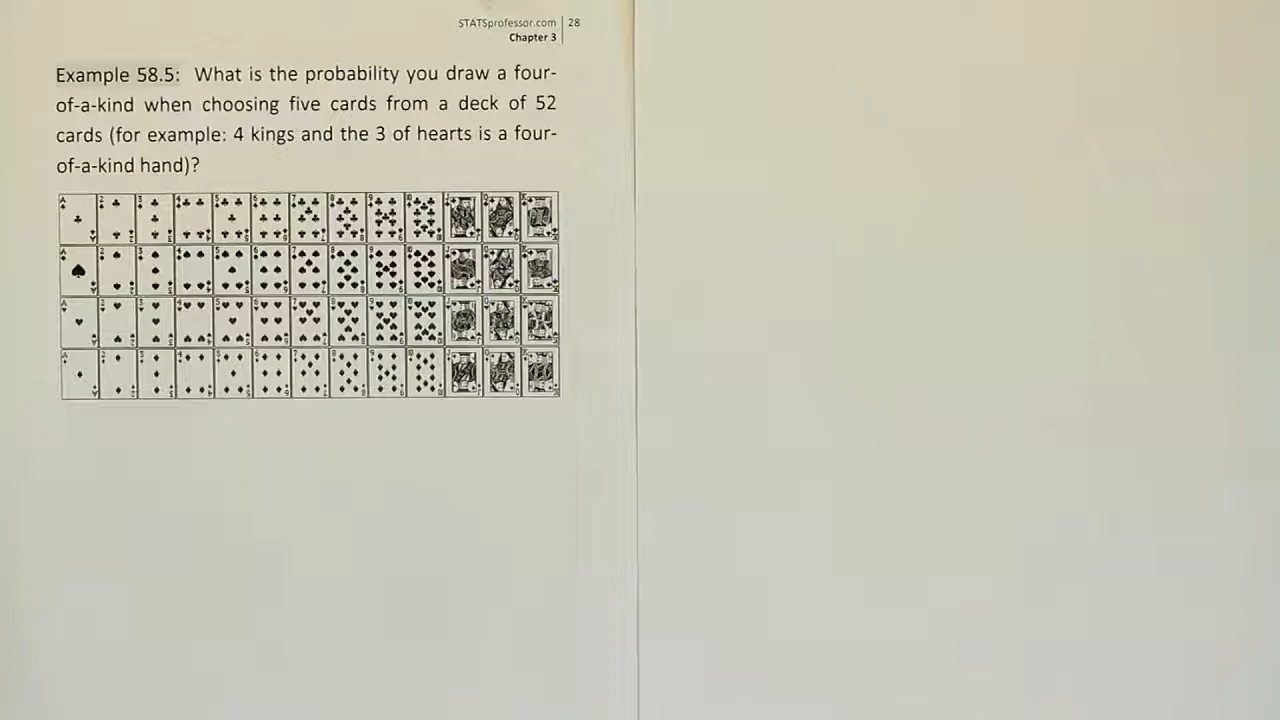 STATSprofessor.com | 28
Chapter 3
Example 58.5: What is the probability you draw a four-
of-a-kind when choosing five cards from a deck of 52
cards (for example: 4 kings and the 3 of hearts is a four-
of-a-kind hand)?